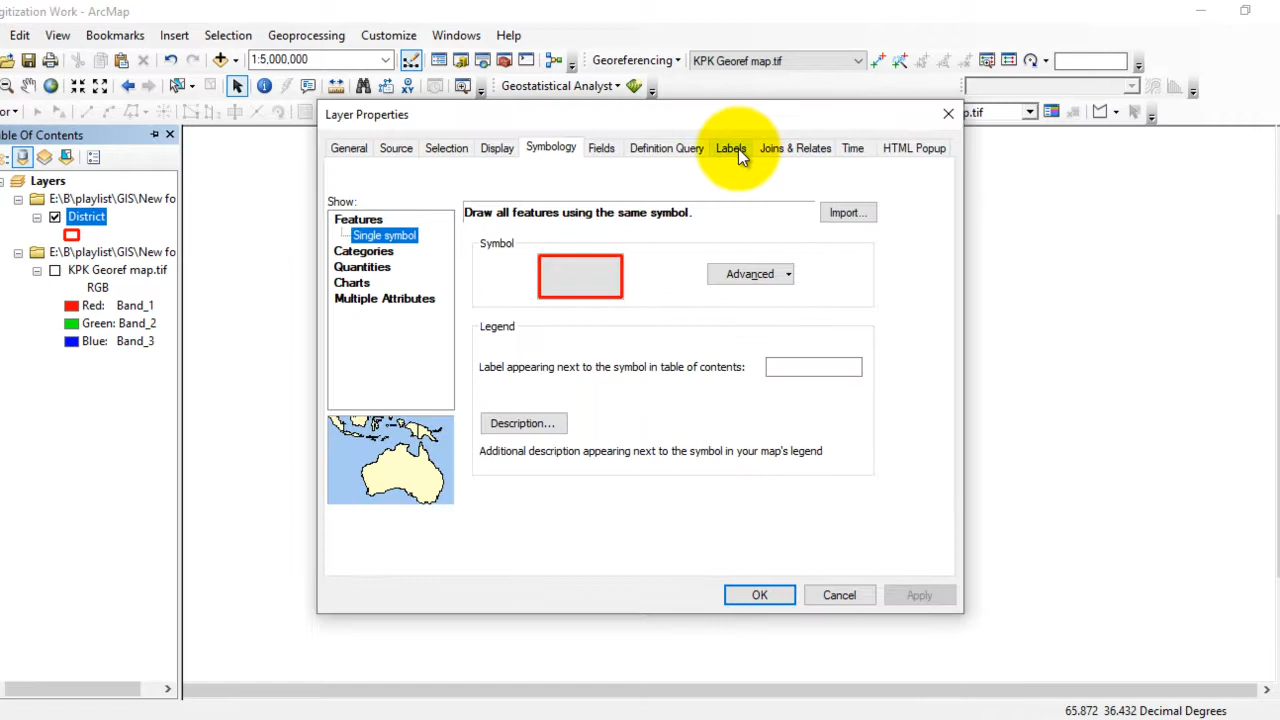 gitization Work - ArcMap
Edit View Bookmarks Insert Selection Geoprocessing Customize Windows Help
1:5,000,000 Georeferencing KPK Georef map.tif
Geostatistical Analyst
or
p.tif
able Of Contents
Layers
E:\B\playlist\GIS\New fo
District
E:\B\playlist\GIS\New fo
KPK Georef map.tif
RGB
Red: Band_1
Green: Band_2
Blue: Band_3
Layer Properties
General Source Selection Display Symbology Fields Definition Query Labels Joins & Relates Time HTML Popup
Show:
Features
Single symbol
Categories
Quantities
Charts
Multiple Attributes
Draw all features using the same symbol.
Import...
Symbol
Advanced
Legend
Label appearing next to the symbol in table of contents:
Description...
Additional description appearing next to the symbol in your map's legend
OK Cancel Apply
65.872 36.432 Decimal Degrees